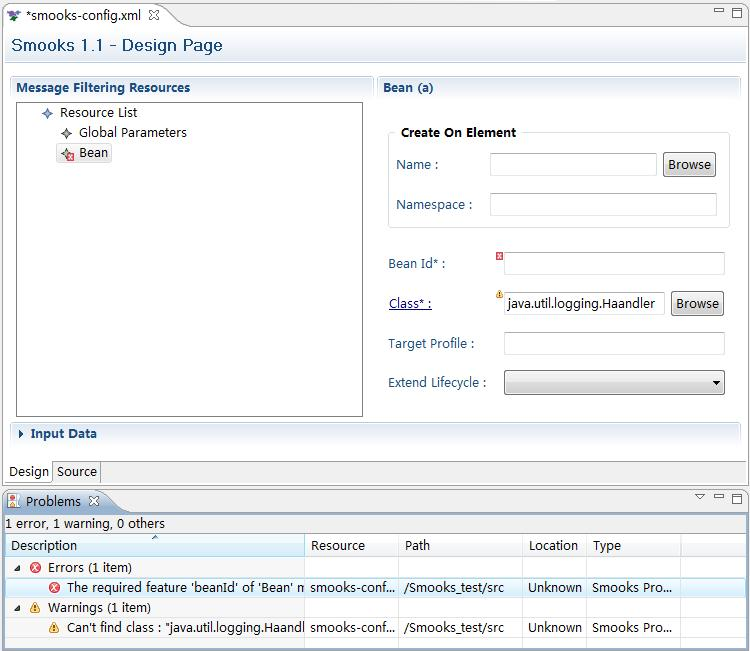 *smooks-config.xml
Smooks 1.1 - Design Page
Message Filtering Resources
Resource List
Global Parameters
Bean
Bean (a)
Create On Element
Name :
Browse
Namespace :
Bean Id* :
Class* :
java.util.logging.Haandler
Browse
Target Profile :
Extend Lifecycle :
Input Data
Design Source
Problems
1 error, 1 warning, 0 others
Description Resource Path Location Type
Errors (1 item)
The required feature 'beanId' of 'Bean' m smooks-conf... /Smooks_test/src Unknown Smooks Pro...
Warnings (1 item)
Can't find class : "java.util.logging.Haandl smooks-conf... /Smooks_test/src Unknown Smooks Pro...